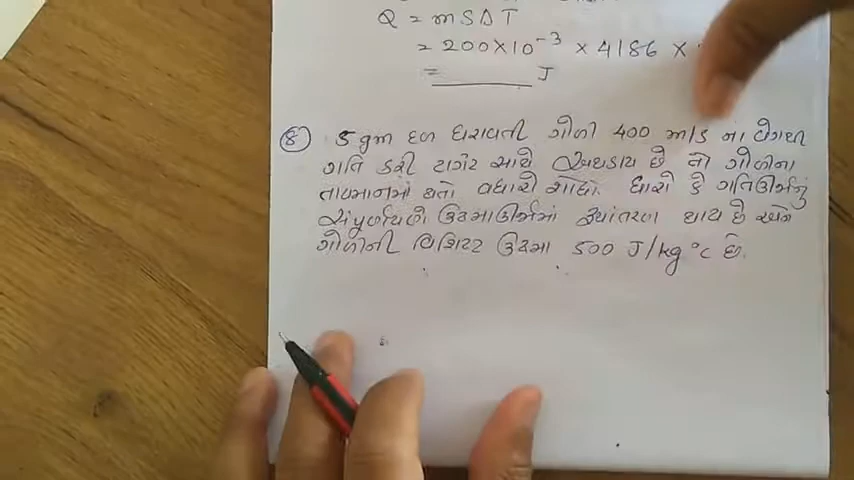 Q = mSΔT
= 200×10⁻³ × 4186 ×
= ______ J
⑧ 5 gm દળ ધરાવતી ગોળી 400 m/s ના વેગથી
ગતિ કરી ટાર્ગેટ સાથે અથડાય છે તો ગોળીના
તાપમાનમાં થતો વધારો શોધો. ધારો કે ગતિઊર્જાનું
સંપૂર્ણપણે ઉષ્માઊર્જામાં રૂપાંતરણ થાય છે અને
ગોળીની વિશિષ્ટ ઉષ્મા 500 J/kg °C છે.